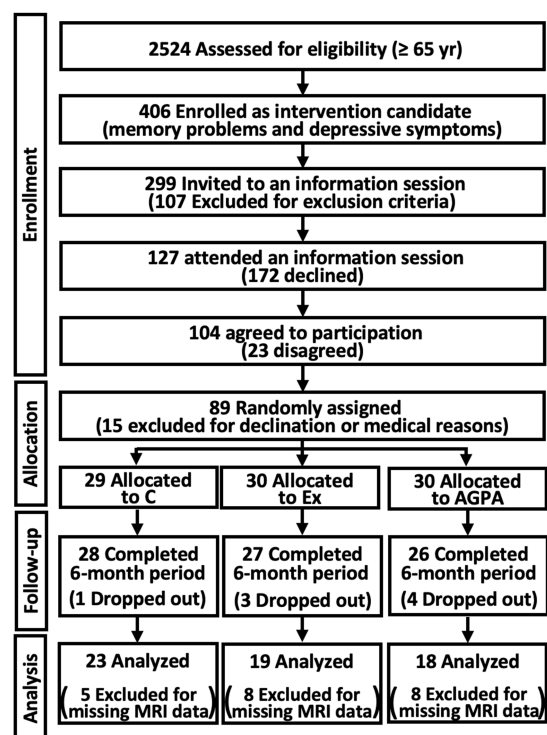 Enrollment
2524 Assessed for eligibility (≥ 65 yr)
406 Enrolled as intervention candidate
(memory problems and depressive symptoms)
299 Invited to an information session
(107 Excluded for exclusion criteria)
127 attended an information session
(172 declined)
104 agreed to participation
(23 disagreed)
Allocation
89 Randomly assigned
(15 excluded for declination or medical reasons)
29 Allocated
to C
30 Allocated
to Ex
30 Allocated
to AGPA
Follow-up
28 Completed
6-month period
(1 Dropped out)
27 Completed
6-month period
(3 Dropped out)
26 Completed
6-month period
(4 Dropped out)
Analysis
23 Analyzed
(5 Excluded for
missing MRI data)
19 Analyzed
(8 Excluded for
missing MRI data)
18 Analyzed
(8 Excluded for
missing MRI data)